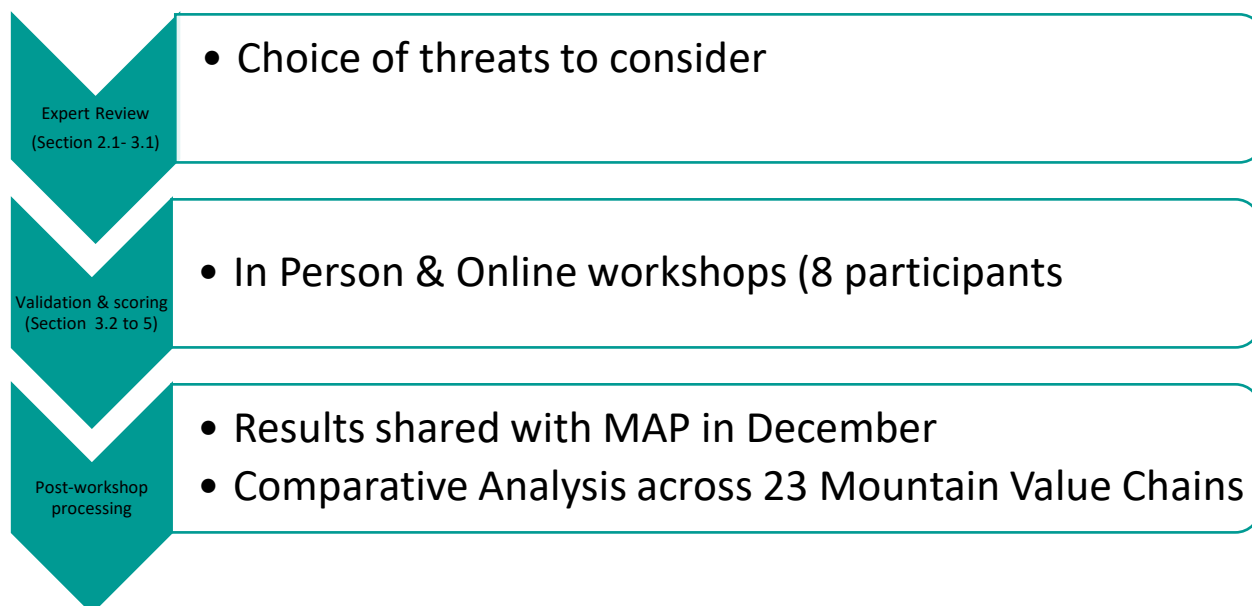 • Choice of threats to consider
Expert Review
(Section 2.1- 3.1)
• In Person & Online workshops (8 participants
Validation & scoring
(Section  3.2 to 5)
• Results shared with MAP in December
• Comparative Analysis across 23 Mountain Value Chains
Post-workshop
processing